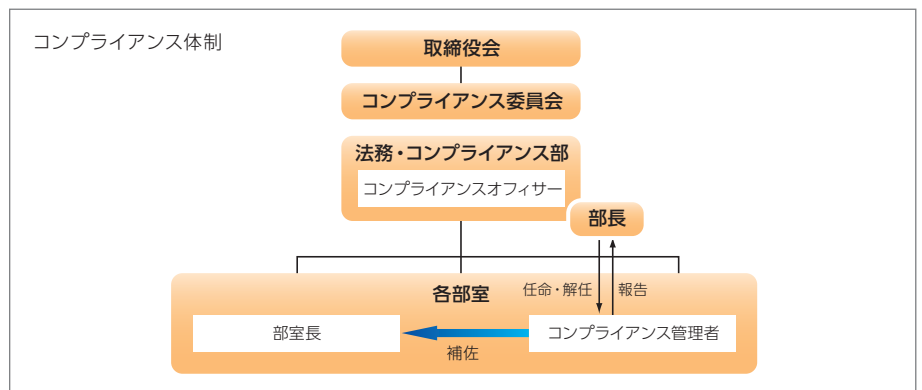 コンプライアンス体制
取締役会
コンプライアンス委員会
法務・コンプライアンス部
コンプライアンスオフィサー
部長
任命・解任
報告
各部室
部室長
補佐
コンプライアンス管理者